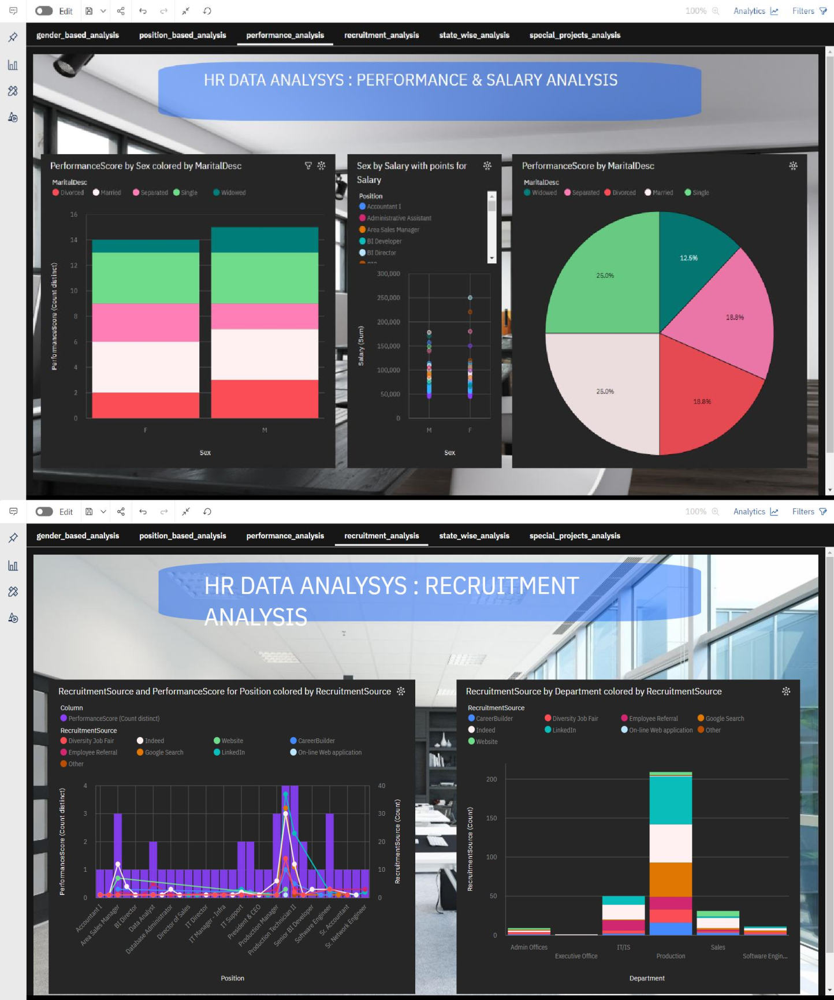 Edit
100%
Analytics
Filters
gender_based_analysis
position_based_analysis
performance_analysis
recruitment_analysis
state_wise_analysis
special_projects_analysis
HR DATA ANALYSYS : PERFORMANCE & SALARY ANALYSIS
PerformanceScore by Sex colored by MaritalDesc
MaritalDesc
Divorced
Married
Separated
Single
Widowed
16
14
12
10
8
6
4
2
0
PerformanceScore (Count distinct)
F
M
Sex
Sex by Salary with points for
Salary
Position
Accountant I
Administrative Assistant
Area Sales Manager
BI Developer
BI Director
300,000
250,000
200,000
150,000
100,000
50,000
0
Salary (Sum)
M
F
Sex
PerformanceScore by MaritalDesc
MaritalDesc
Widowed
Separated
Divorced
Married
Single
25.0%
12.5%
18.8%
25.0%
18.8%
Edit
100%
Analytics
Filters
gender_based_analysis
position_based_analysis
performance_analysis
recruitment_analysis
state_wise_analysis
special_projects_analysis
HR DATA ANALYSYS : RECRUITMENT
ANALYSIS
RecruitmentSource and PerformanceScore for Position colored by RecruitmentSource
Column
PerformanceScore (Count distinct)
RecruitmentSource
Diversity Job Fair
Indeed
Website
CareerBuilder
Employee Referral
Google Search
LinkedIn
On-line Web application
Other
4
3
2
1
0
PerformanceScore (Count distinct)
40
30
20
10
0
RecruitmentSource (Count)
Accountant I
Area Sales Manager
BI Director
Data Analyst
Database Administrator
Director of Sales
IT Director
IT Manager - Infra
IT Support
President & CEO
Production Manager
Production Technician II
Senior BI Developer
Software Engineer
Sr. Accountant
Sr. Network Engineer
Position
RecruitmentSource by Department colored by RecruitmentSource
RecruitmentSource
CareerBuilder
Diversity Job Fair
Employee Referral
Google Search
Indeed
LinkedIn
On-line Web application
Other
Website
200
150
100
50
0
RecruitmentSource (Count)
Admin Offices
Executive Office
IT/IS
Production
Sales
Software Engin...
Department